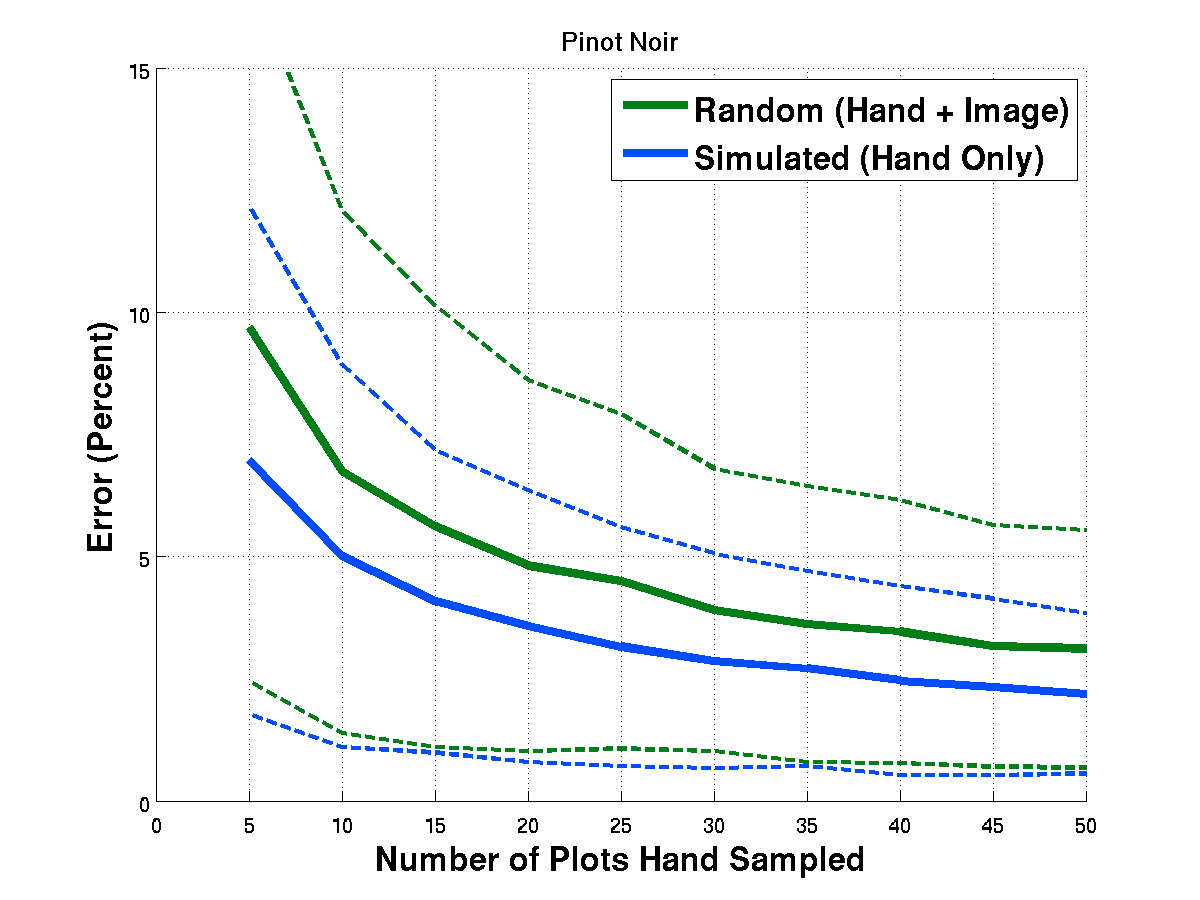 Pinot Noir
15
10
5
0
Error (Percent)
Random (Hand + Image)
Simulated (Hand Only)
0 5 10 15 20 25 30 35 40 45 50
Number of Plots Hand Sampled